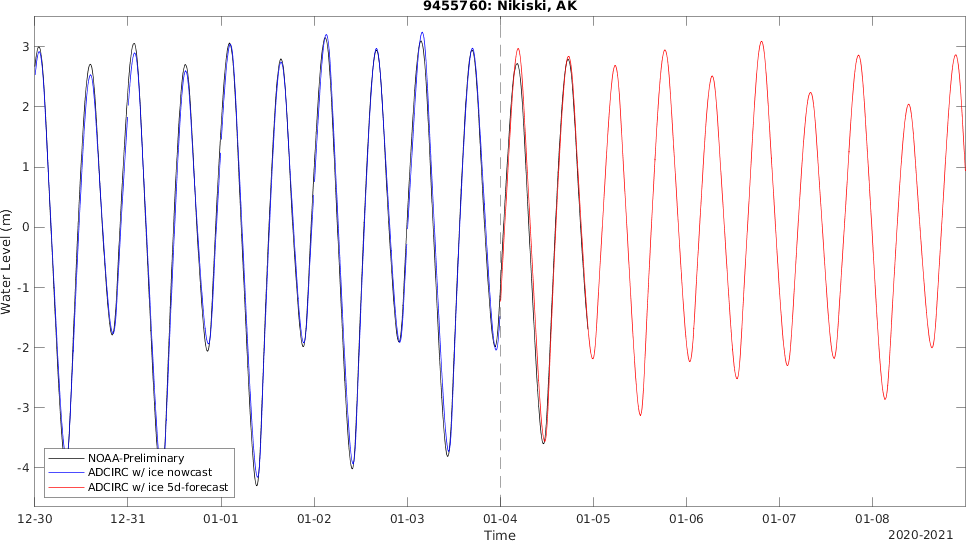 9455760: Nikiski, AK
Water Level (m)
3
2
1
0
-1
-2
-3
-4
NOAA-Preliminary
ADCIRC w/ ice nowcast
ADCIRC w/ ice 5d-forecast
12-30 12-31 01-01 01-02 01-03 01-04 01-05 01-06 01-07 01-08
Time
2020-2021